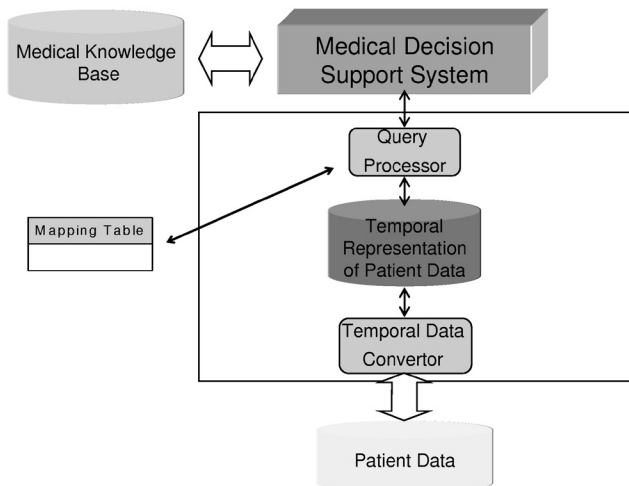 Medical Knowledge
Base
Medical Decision
Support System
Query
Processor
Mapping Table
Temporal
Representation
of Patient Data
Temporal Data
Convertor
Patient Data